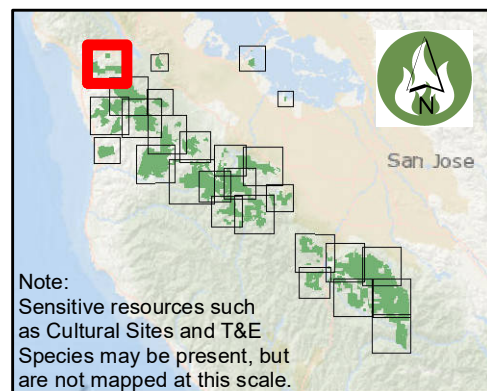 N
San Jose
Note:
Sensitive resources such
as Cultural Sites and T&E
Species may be present, but
are not mapped at this scale.